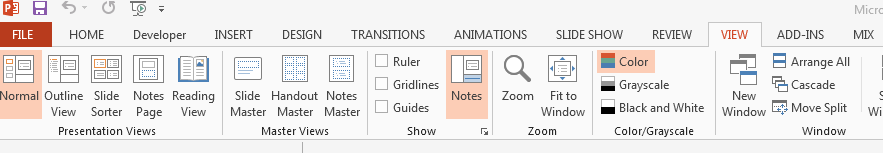 Micro
FILE HOME Developer INSERT DESIGN TRANSITIONS ANIMATIONS SLIDE SHOW REVIEW VIEW ADD-INS MIX
Normal
Outline View
Slide Sorter
Notes Page
Reading View
Presentation Views
Slide Master
Handout Master
Notes Master
Master Views
Ruler
Gridlines
Guides
Notes
Show
Zoom
Fit to Window
Zoom
Color
Grayscale
Black and White
Color/Grayscale
New Window
Arrange All
Cascade
Move Split
Window